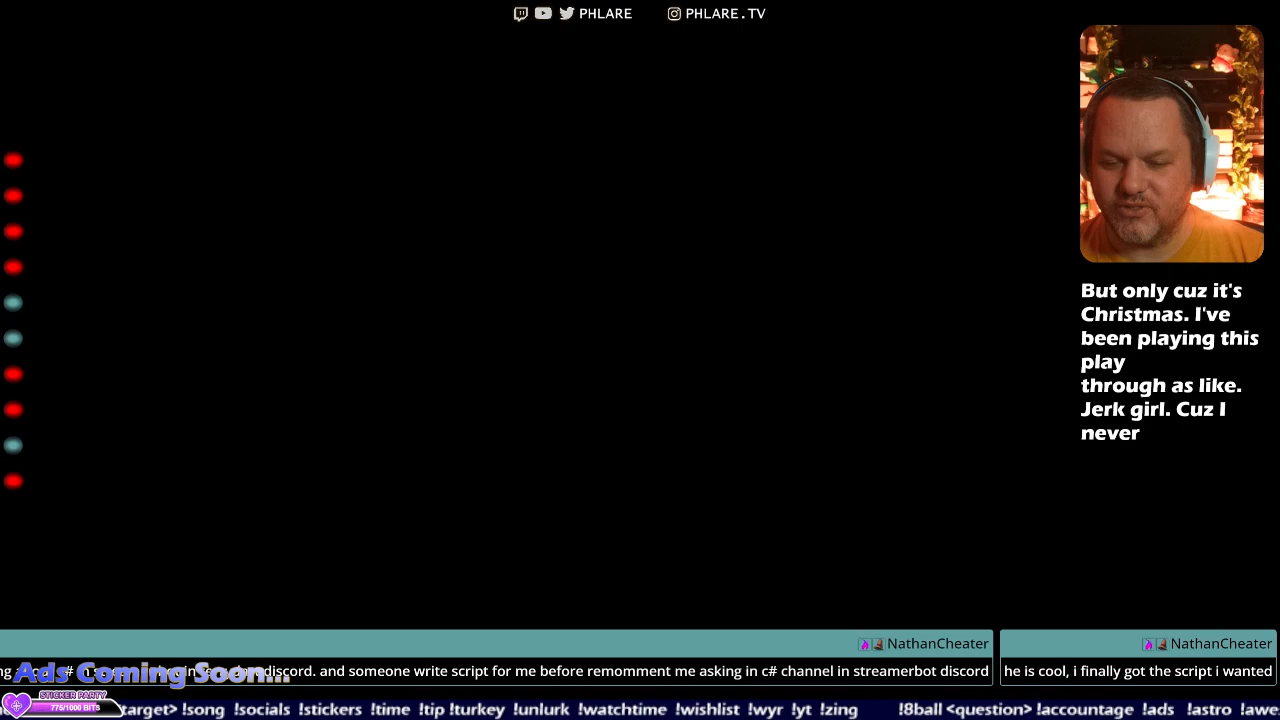 PHLARE PHLARE.TV
But only cuz it's
Christmas. I've
been playing this
play
through as like.
Jerk girl. Cuz I
never
NathanCheater NathanCheater
discord. and someone write script for me before remomment me asking in c# channel in streamerbot discord he is cool, i finally got the script i wanted
Ads Coming Soon...
STICKER PARTY
775/1000 BITS
target> !song !socials !stickers !time !tip !turkey !unlurk !watchtime !wishlist !wyr !yt !zing !8ball <question> !accountage !ads !astro !awe